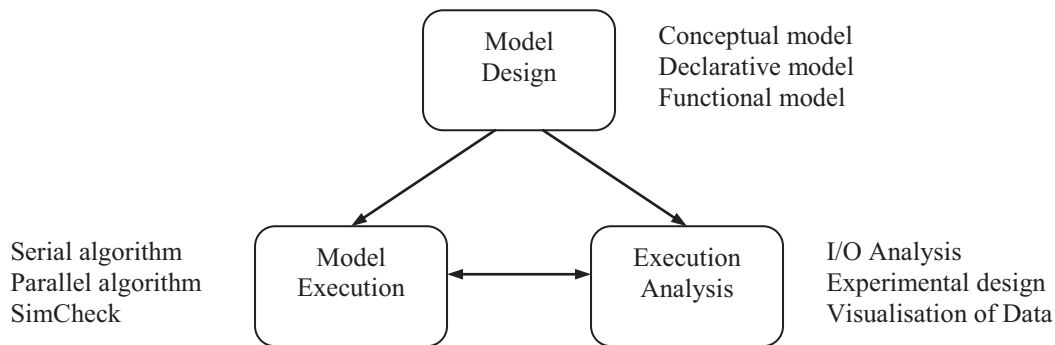 Model
Design
Conceptual model
Declarative model
Functional model
Serial algorithm
Parallel algorithm
SimCheck
Model
Execution
Execution
Analysis
I/O Analysis
Experimental design
Visualisation of Data